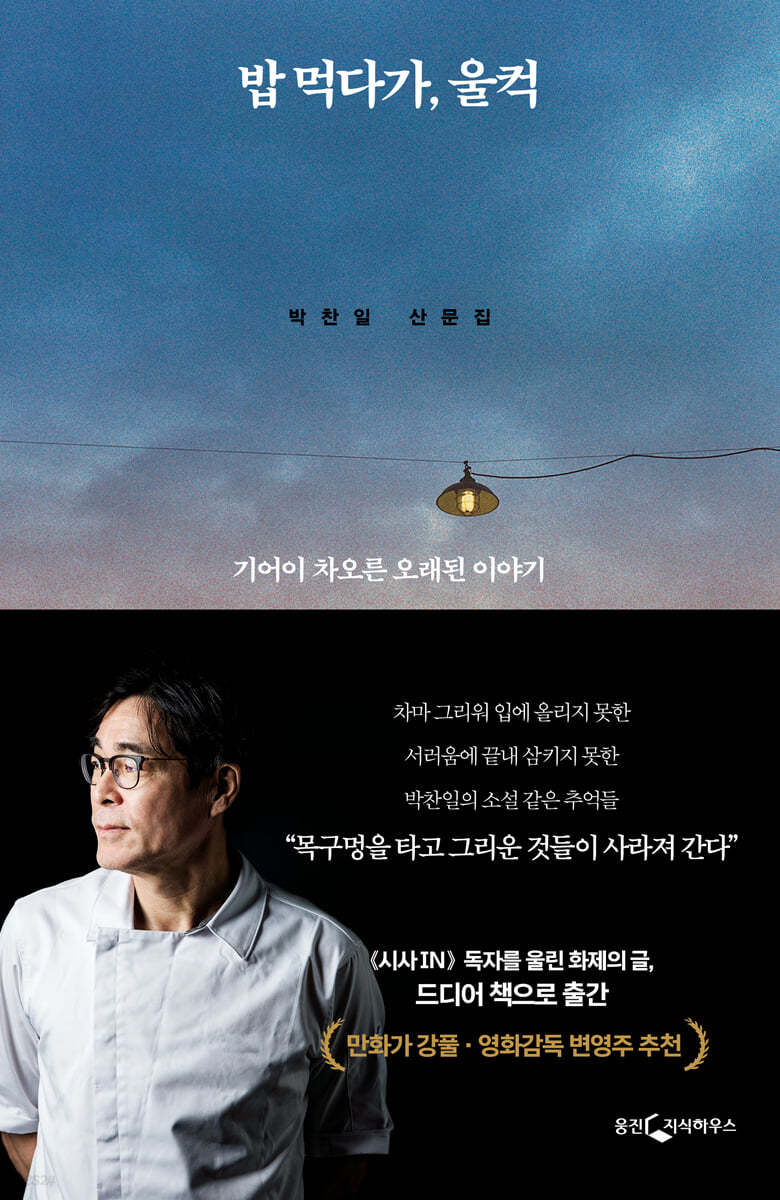 밥 먹다가, 울컥
박찬일 산문집
기어이 차오른 오래된 이야기
차마 그리워 입에 올리지 못한
서러움에 끝내 삼키지 못한
박찬일의 소설 같은 추억들
“목구멍을 타고 그리운 것들이 사라져 간다”
《시사IN》 독자를 울린 화제의 글,
드디어 책으로 출간
만화가 강풀 · 영화감독 변영주 추천
웅진 지식하우스